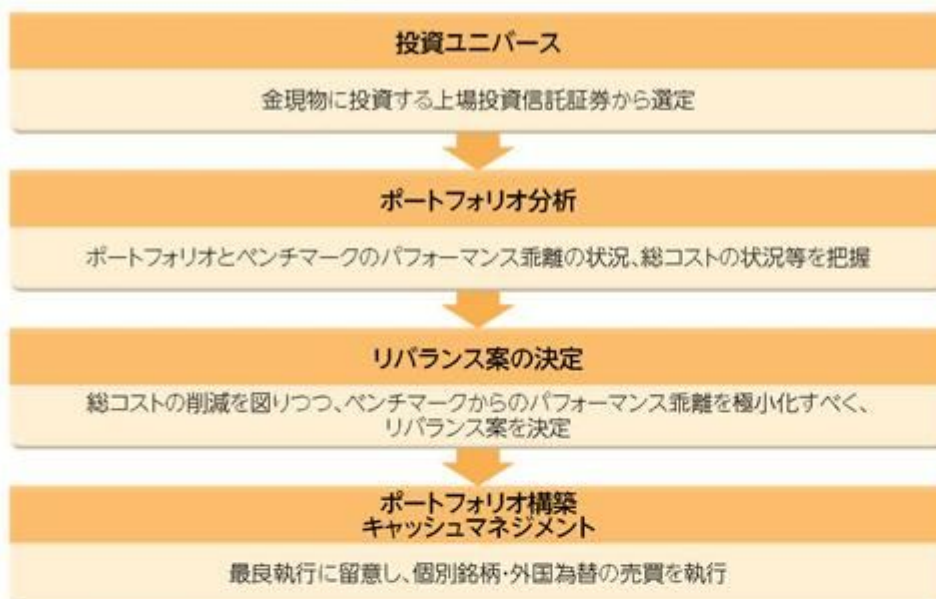 投資ユニバース
金現物に投資する上場投資信託証券から選定
ポートフォリオ分析
ポートフォリオとベンチマークのパフォーマンス乖離の状況、総コストの状況等を把握
リバランス案の決定
総コストの削減を図りつつ、ベンチマークからのパフォーマンス乖離を極小化すべく、
リバランス案を決定
ポートフォリオ構築
キャッシュマネジメント
最良執行に留意し、個別銘柄・外国為替の売買を執行